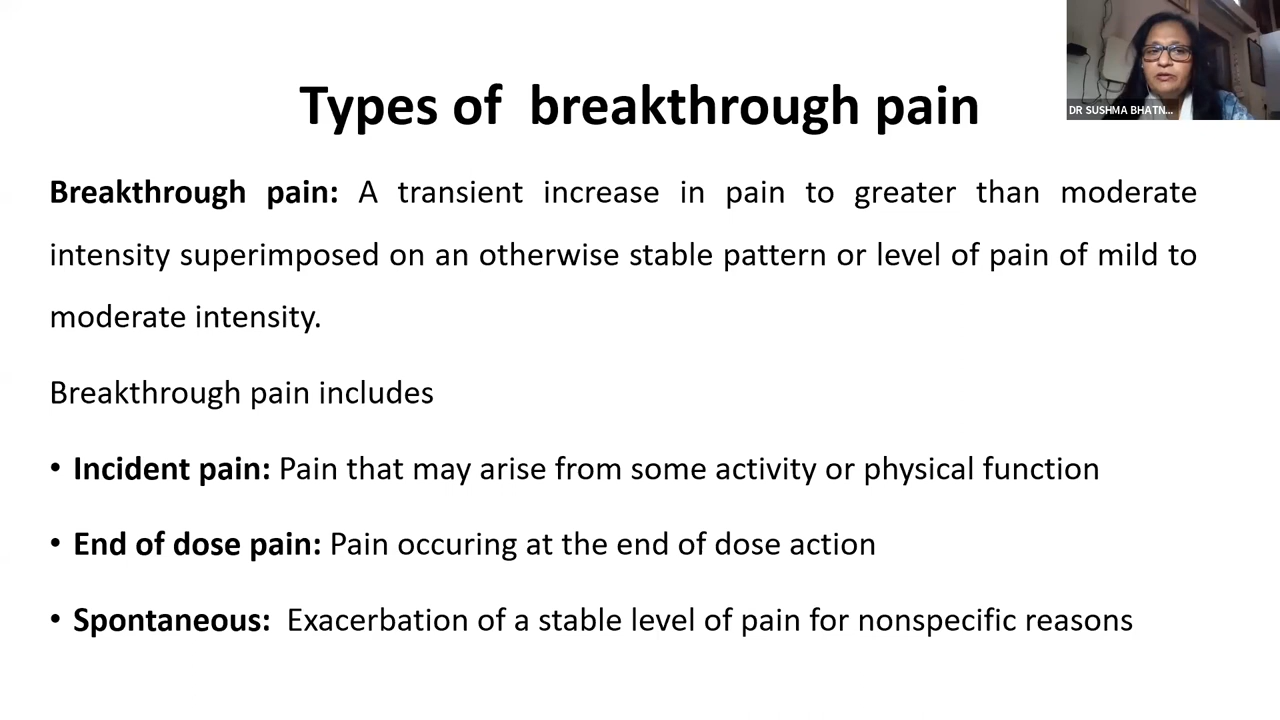 DR SUSHMA BHATN...
Types of  breakthrough pain
Breakthrough pain: A transient increase in pain to greater than moderate
intensity superimposed on an otherwise stable pattern or level of pain of mild to
moderate intensity.
Breakthrough pain includes
• Incident pain: Pain that may arise from some activity or physical function
• End of dose pain: Pain occuring at the end of dose action
• Spontaneous:  Exacerbation of a stable level of pain for nonspecific reasons